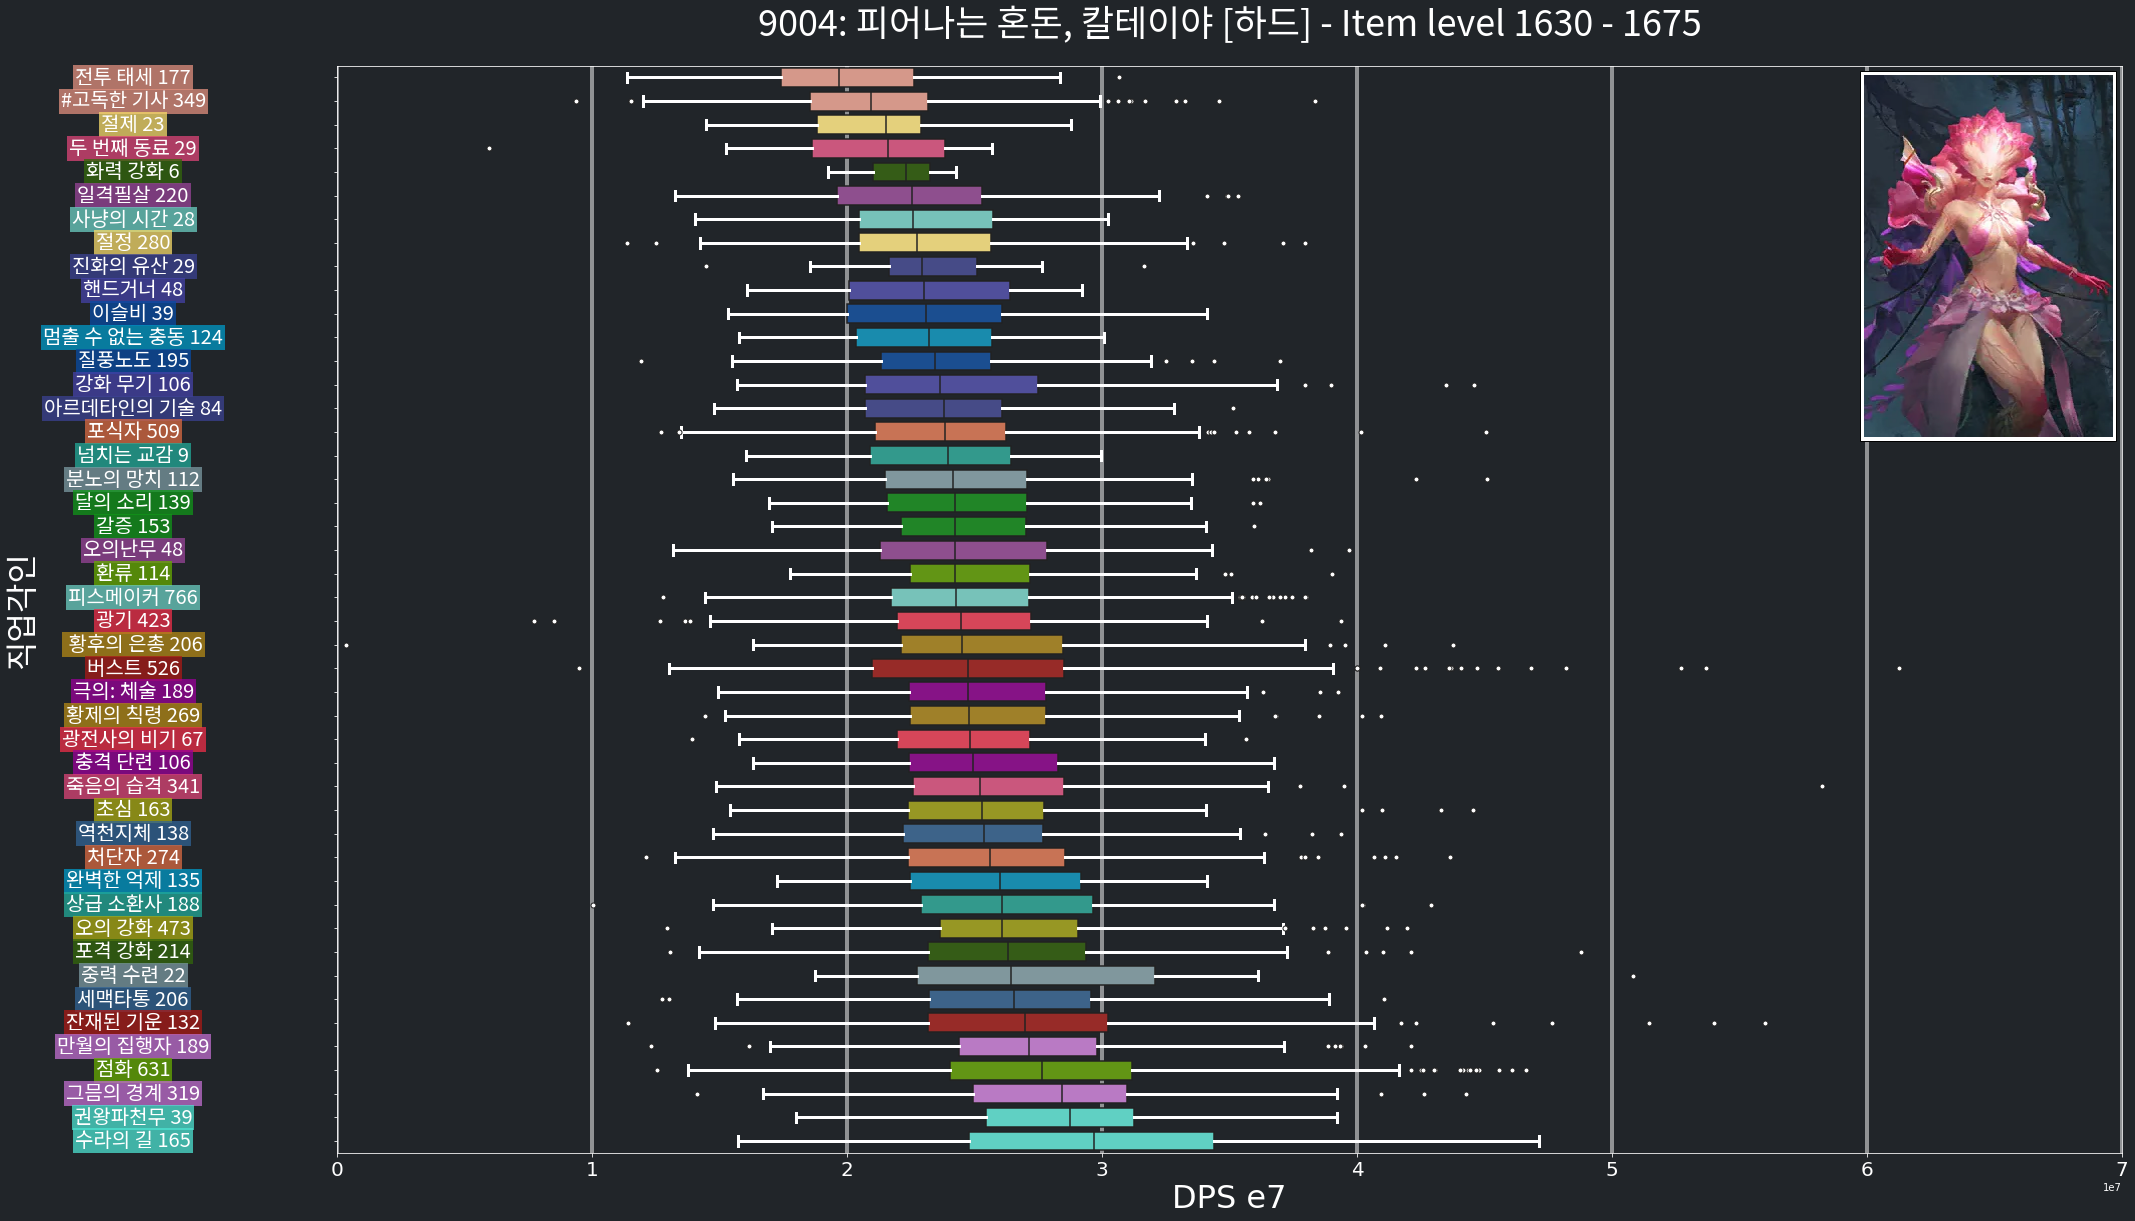 9004: 피어나는 혼돈, 칼테이야 [하드] - Item level 1630 - 1675
직업각인
전투 태세 177
#고독한 기사 349
절제 23
두 번째 동료 29
화력 강화 6
일격필살 220
사냥의 시간 28
절정 280
진화의 유산 29
핸드거너 48
이슬비 39
멈출 수 없는 충동 124
질풍노도 195
강화 무기 106
아르데타인의 기술 84
포식자 509
넘치는 교감 9
분노의 망치 112
달의 소리 139
갈증 153
오의난무 48
환류 114
피스메이커 766
광기 423
황후의 은총 206
버스트 526
극의: 체술 189
황제의 칙령 269
광전사의 비기 67
충격 단련 106
죽음의 습격 341
초심 163
역천지체 138
처단자 274
완벽한 억제 135
상급 소환사 188
오의 강화 473
포격 강화 214
중력 수련 22
세맥타통 206
잔재된 기운 132
만월의 집행자 189
점화 631
그믐의 경계 319
권왕파천무 39
수라의 길 165
0 1 2 3 4 5 6 7
1e7
DPS e7